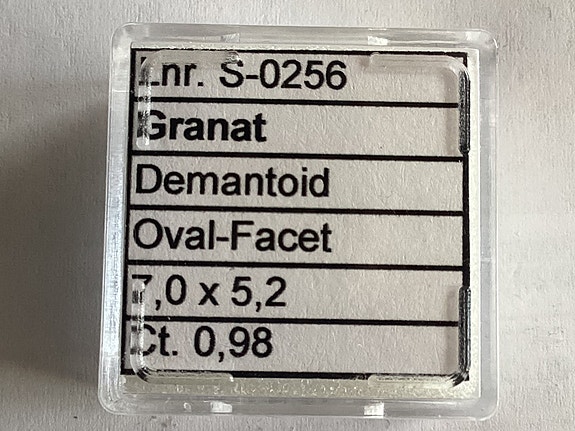 Lnr. S-0256
Granat
Demantoid
Oval-Facet
7,0 x 5,2
Ct. 0,98